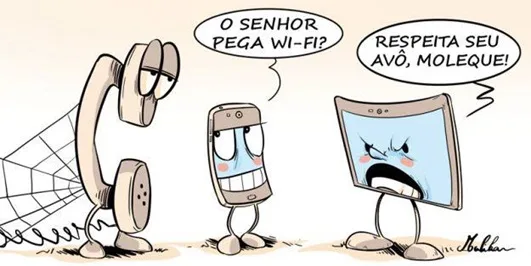 O SENHOR
PEGA WI-FI?
RESPEITA SEU
AVÔ, MOLEQUE!